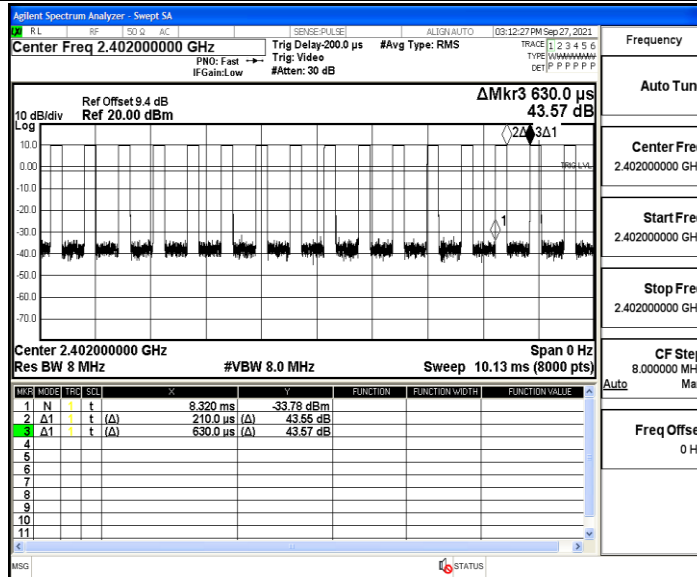 Agilent Spectrum Analyzer - Swept SA
RL RF 50 Ω AC SENSE:PULSE ALIGN AUTO 03:12:27 PM Sep 27, 2021
Center Freq 2.402000000 GHz Trig Delay-200.0 µs #Avg Type: RMS TRACE 1 2 3 4 5 6
PNO: Fast Trig: Video TYPE WWWWWW
IFGain:Low #Atten: 30 dB DET P P P P P P
ΔMkr3 630.0 µs
Ref Offset 9.4 dB
10 dB/div Ref 20.00 dBm 43.57 dB
Log
2Δ 3Δ1
10.0
0.00
TRIG LVL
-10.0
-20.0
1
-30.0
-40.0
-50.0
-60.0
-70.0
Center 2.402000000 GHz Span 0 Hz
Res BW 8 MHz #VBW 8.0 MHz Sweep 10.13 ms (8000 pts)
MKR MODE TRC SCL X Y FUNCTION FUNCTION WIDTH FUNCTION VALUE
1 N 1 t 8.320 ms -33.78 dBm
2 Δ1 1 t (Δ) 210.0 µs (Δ) 43.55 dB
3 Δ1 1 t (Δ) 630.0 µs (Δ) 43.57 dB
4
5
6
7
8
9
10
11
MSG STATUS
Frequency
Auto Tun
Center Fre
2.402000000 GH
Start Fre
2.402000000 GH
Stop Fre
2.402000000 GH
CF Step
8.000000 MH
Auto Ma
Freq Offse
0 H